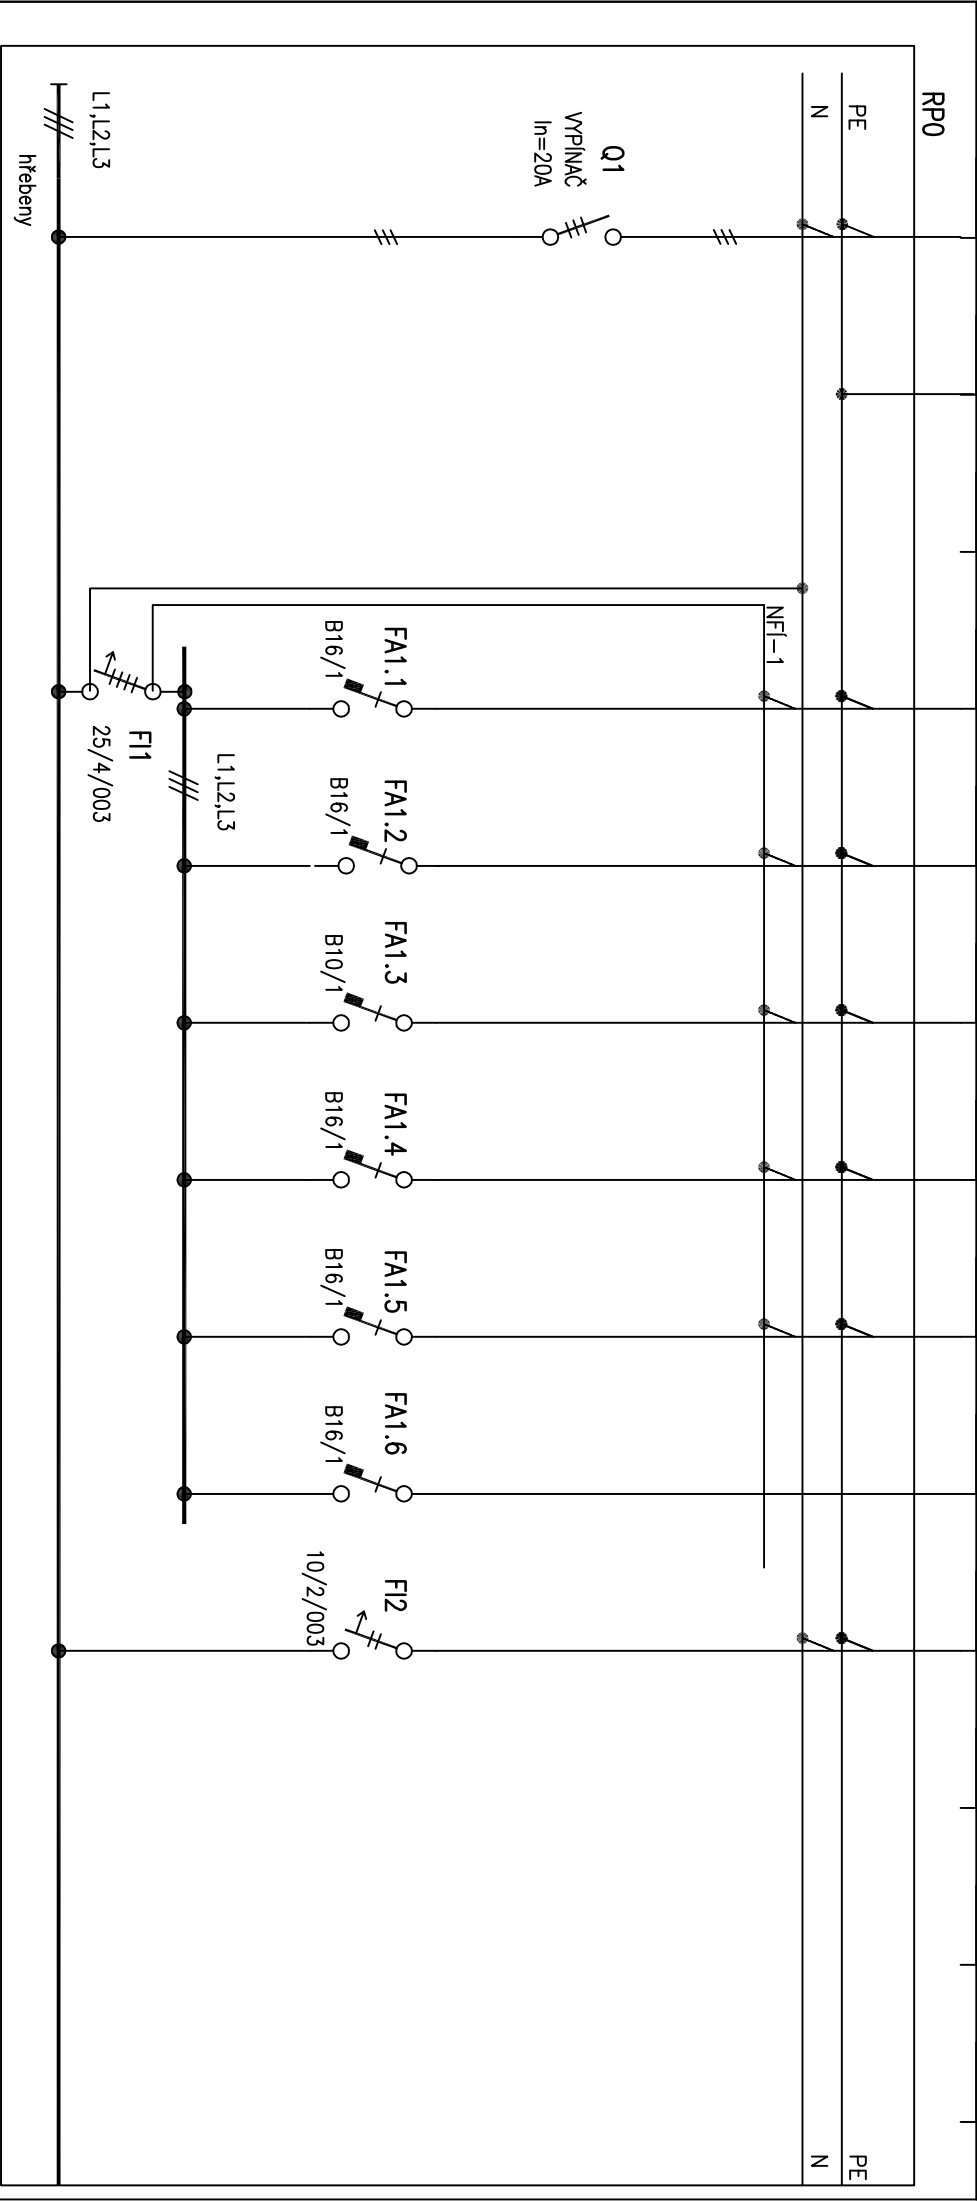 RPO
PE
N
PE
N
Q1
VYPÍNAČ
In=20A
L1,L2,L3
hřebeny
NFÍ-1
FA1.1
B16/1
FA1.2
B16/1
FA1.3
B10/1
FA1.4
B16/1
FA1.5
B16/1
FA1.6
B16/1
FI2
10/2/003
L1,L2,L3
FI1
25/4/003